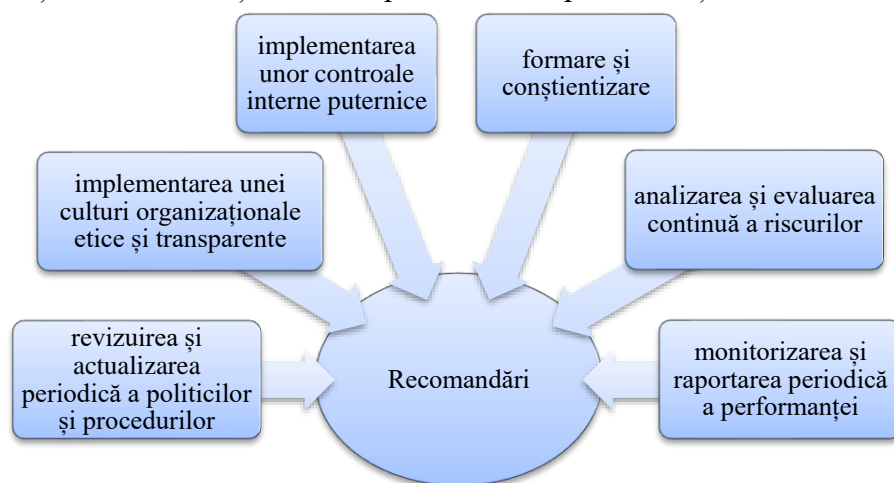 implementarea
unor controale
interne puternice
formare și
conștientizare
implementarea unei
culturi organizaționale
etice și transparente
analizarea și evaluarea
continuă a riscurilor
revizuirea și
actualizarea
periodică a politicilor
și procedurilor
Recomandări
monitorizarea și
raportarea periodică
a performanței